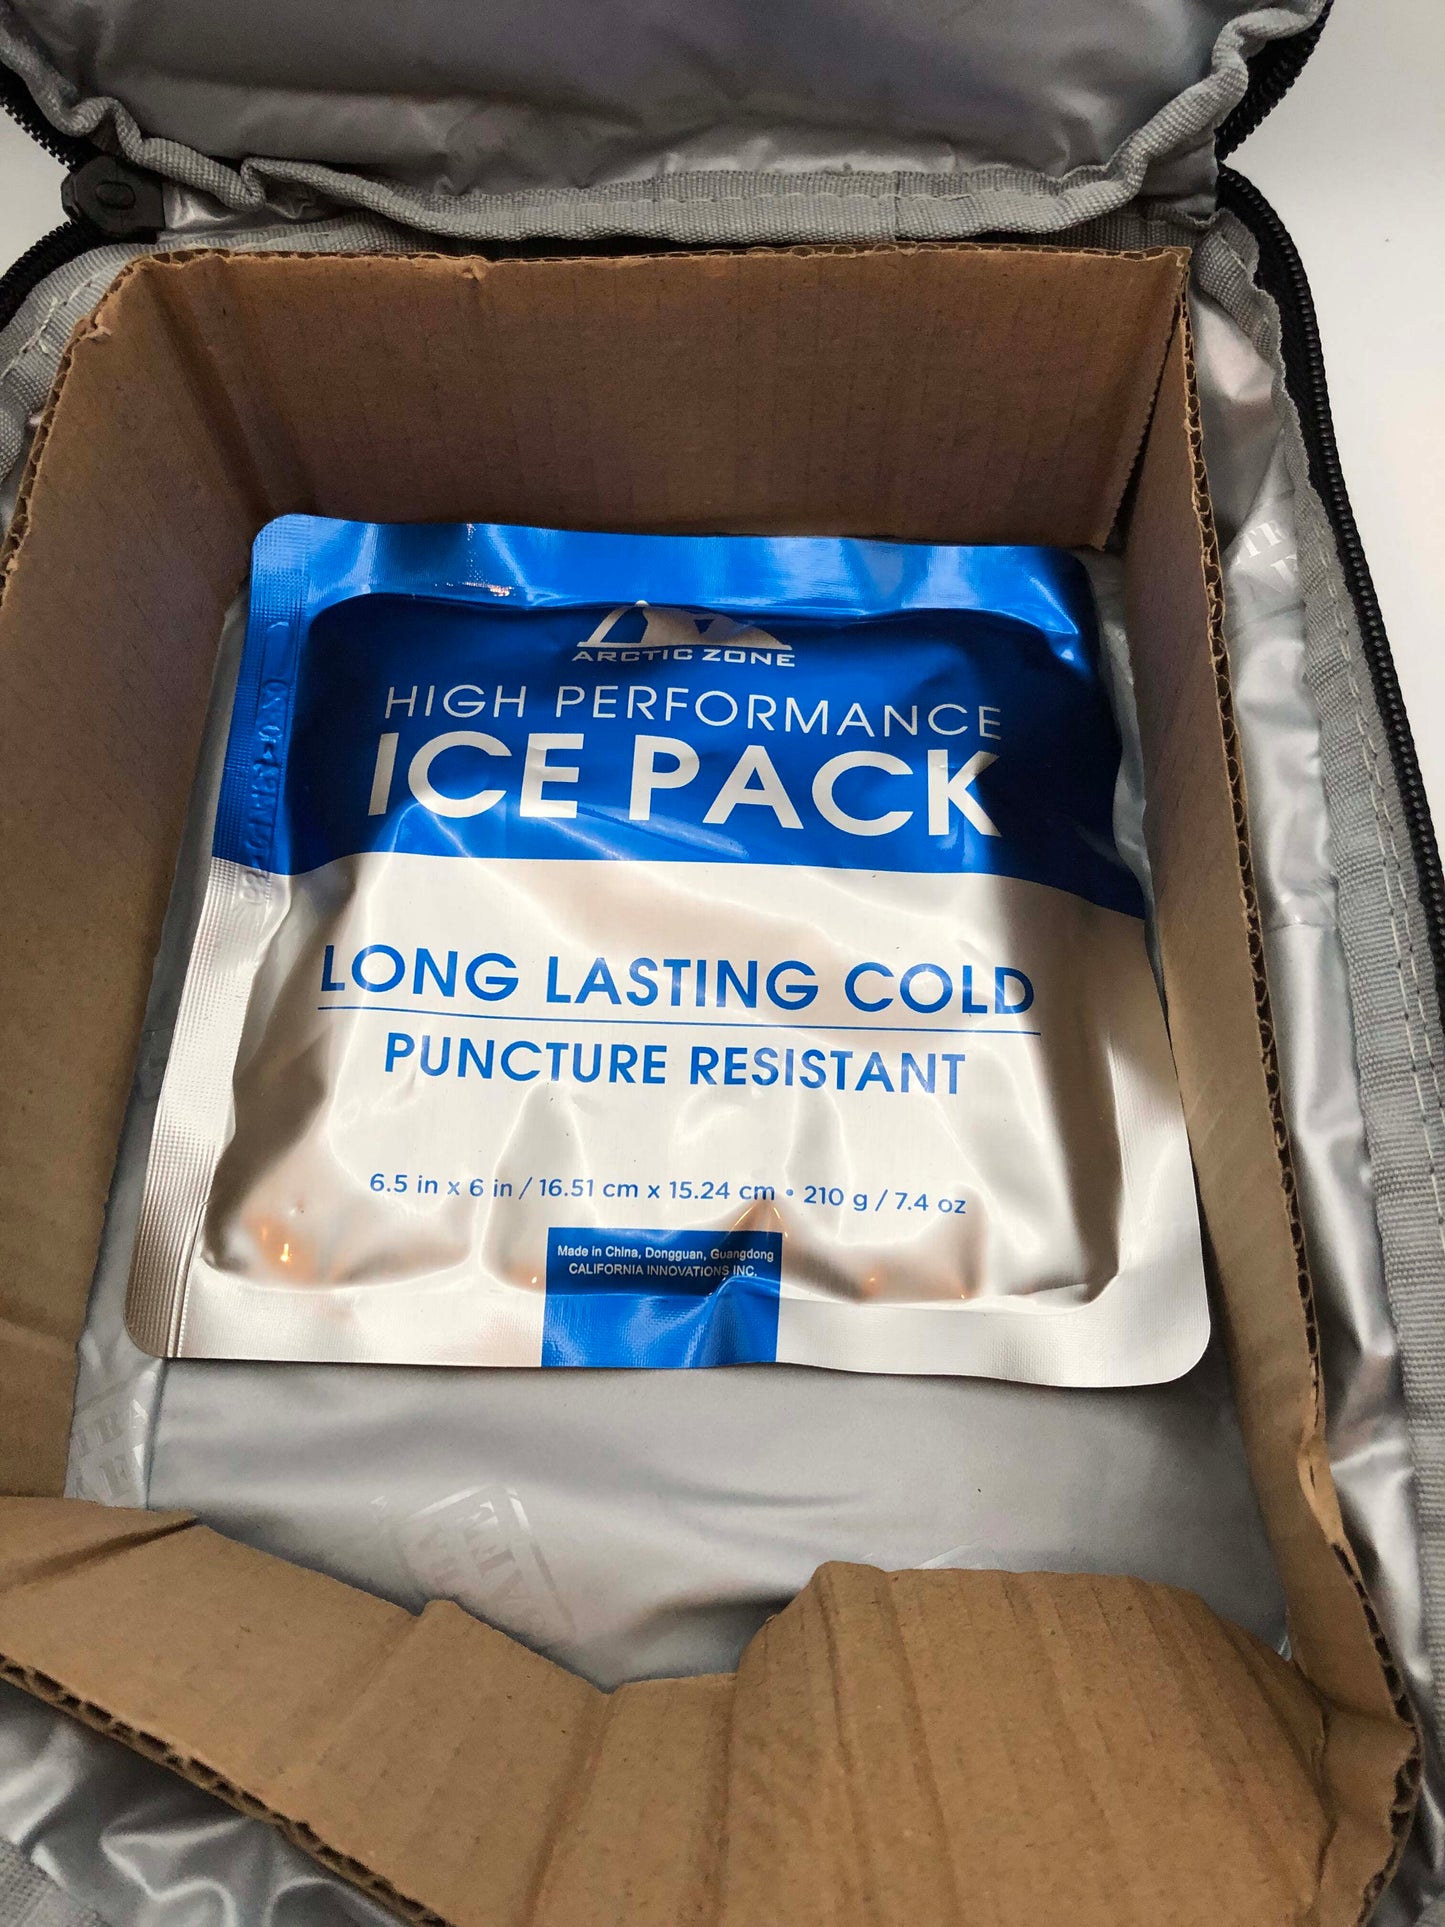 ARCTIC ZONE
HIGH PERFORMANCE
ICE PACK
LONG LASTING COLD
PUNCTURE RESISTANT
6.5 in x 6 in / 16.51 cm x 15.24 cm • 210 g / 7.4 oz
Made in China, Dongguan, Guangdong
CALIFORNIA INNOVATIONS INC.